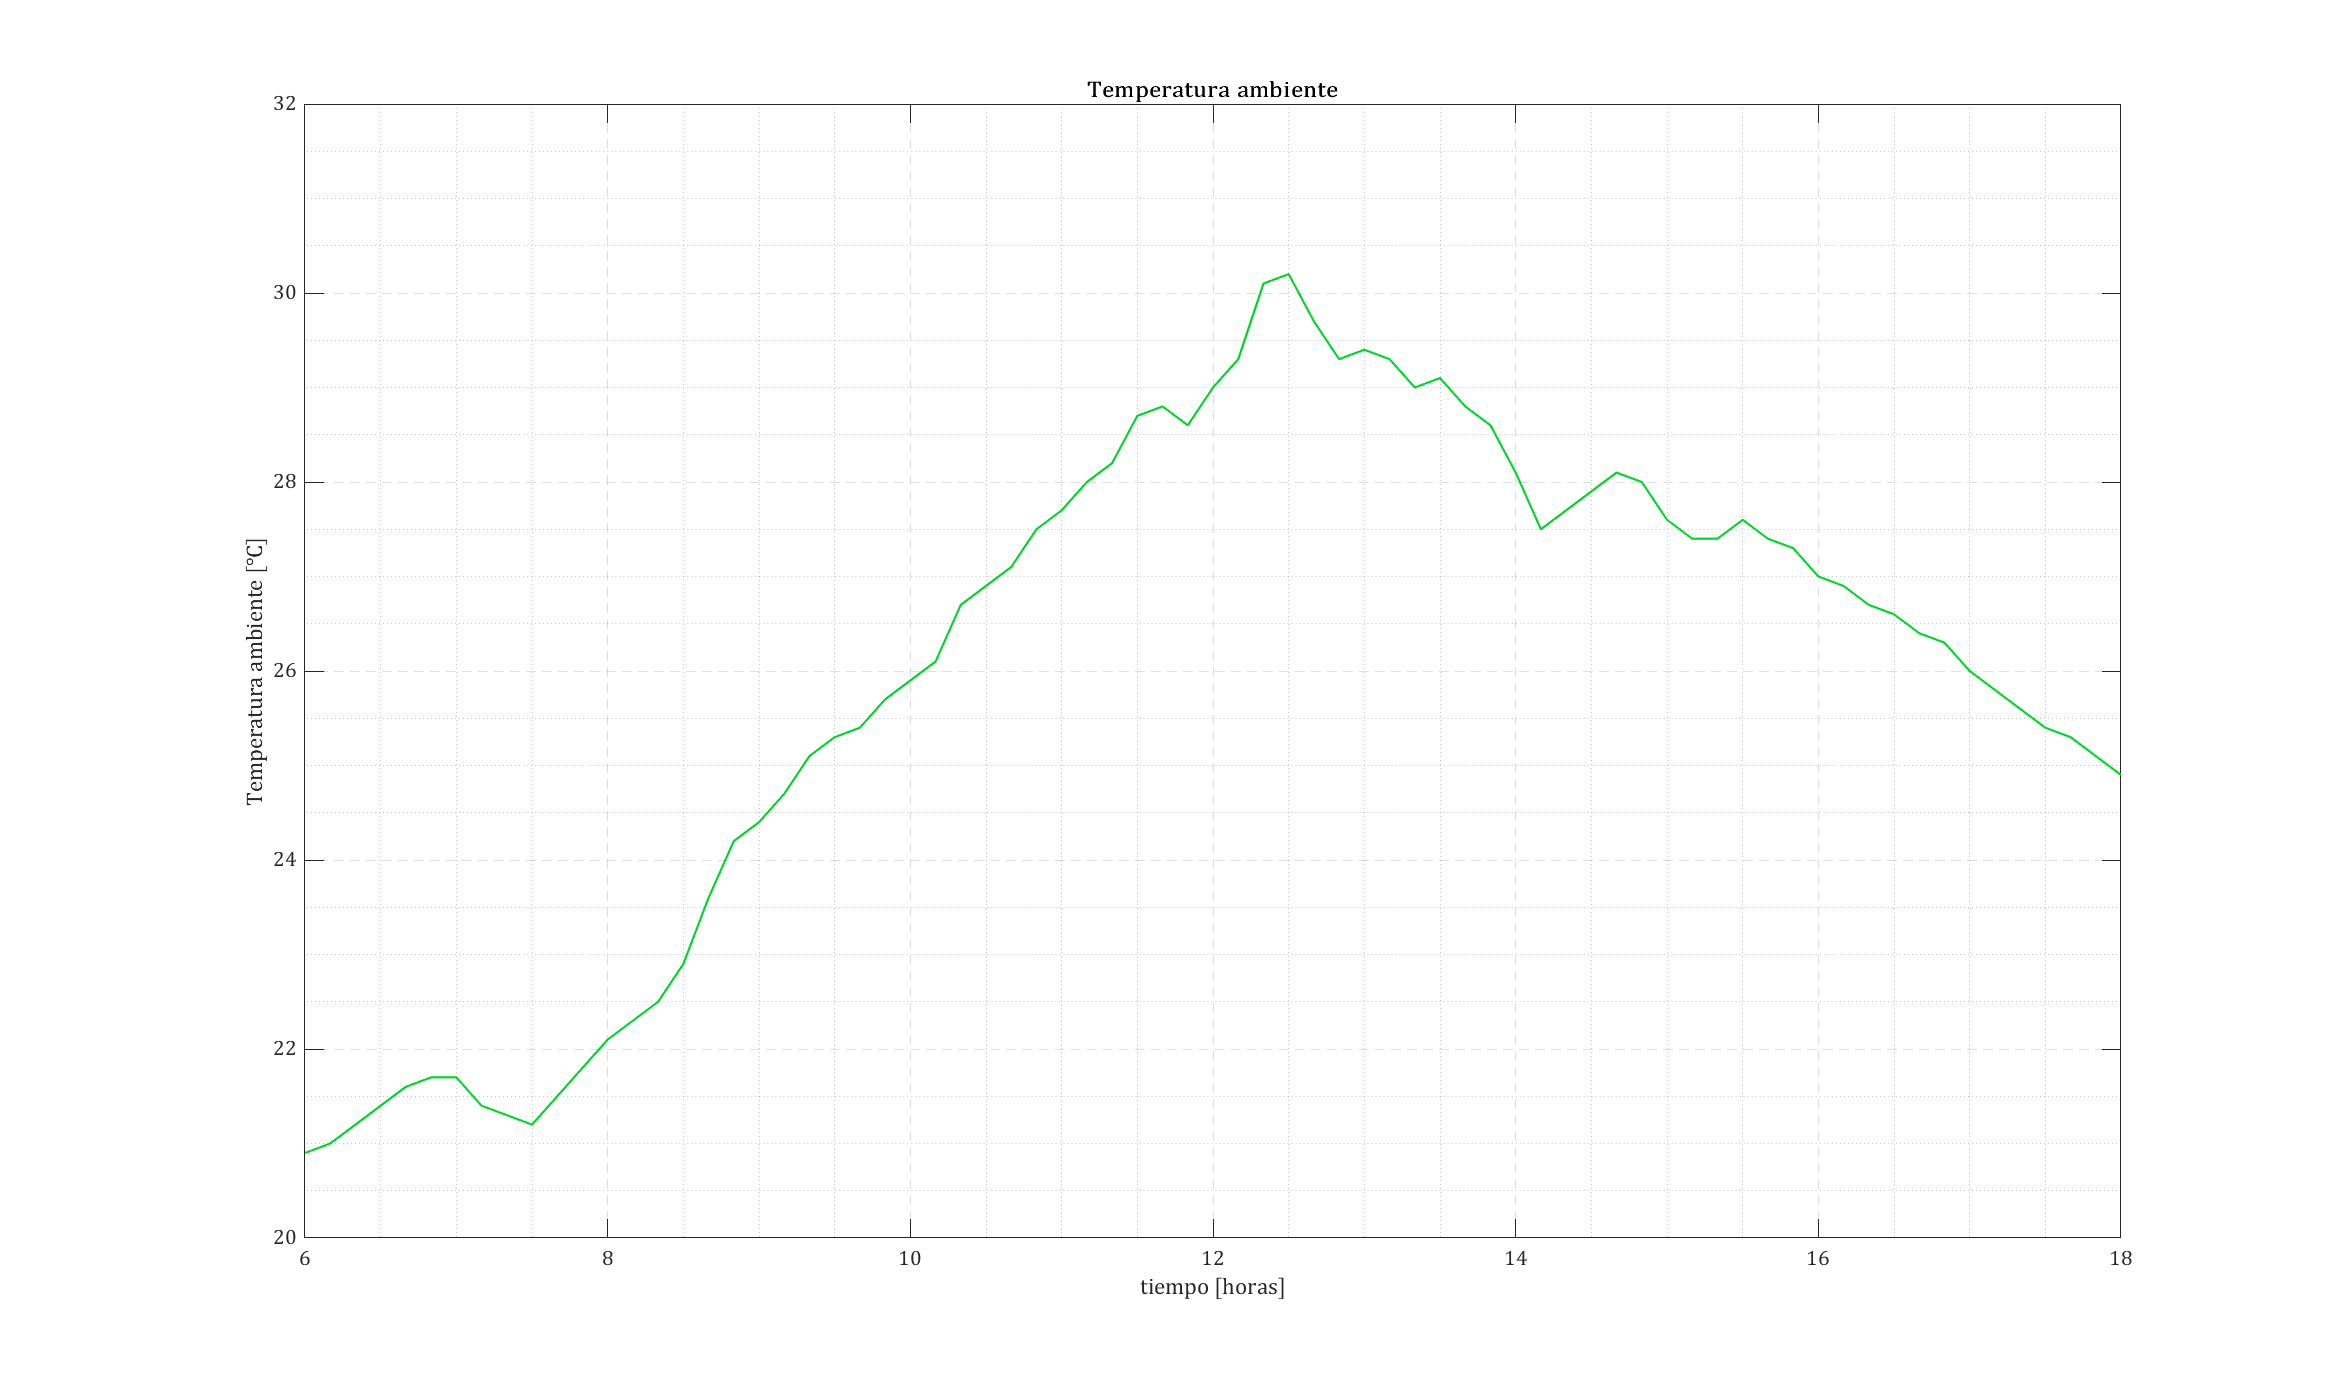 Temperatura ambiente
32
30
28
26
24
22
20
Temperatura ambiente [°C]
6 8 10 12 14 16 18
tiempo [horas]